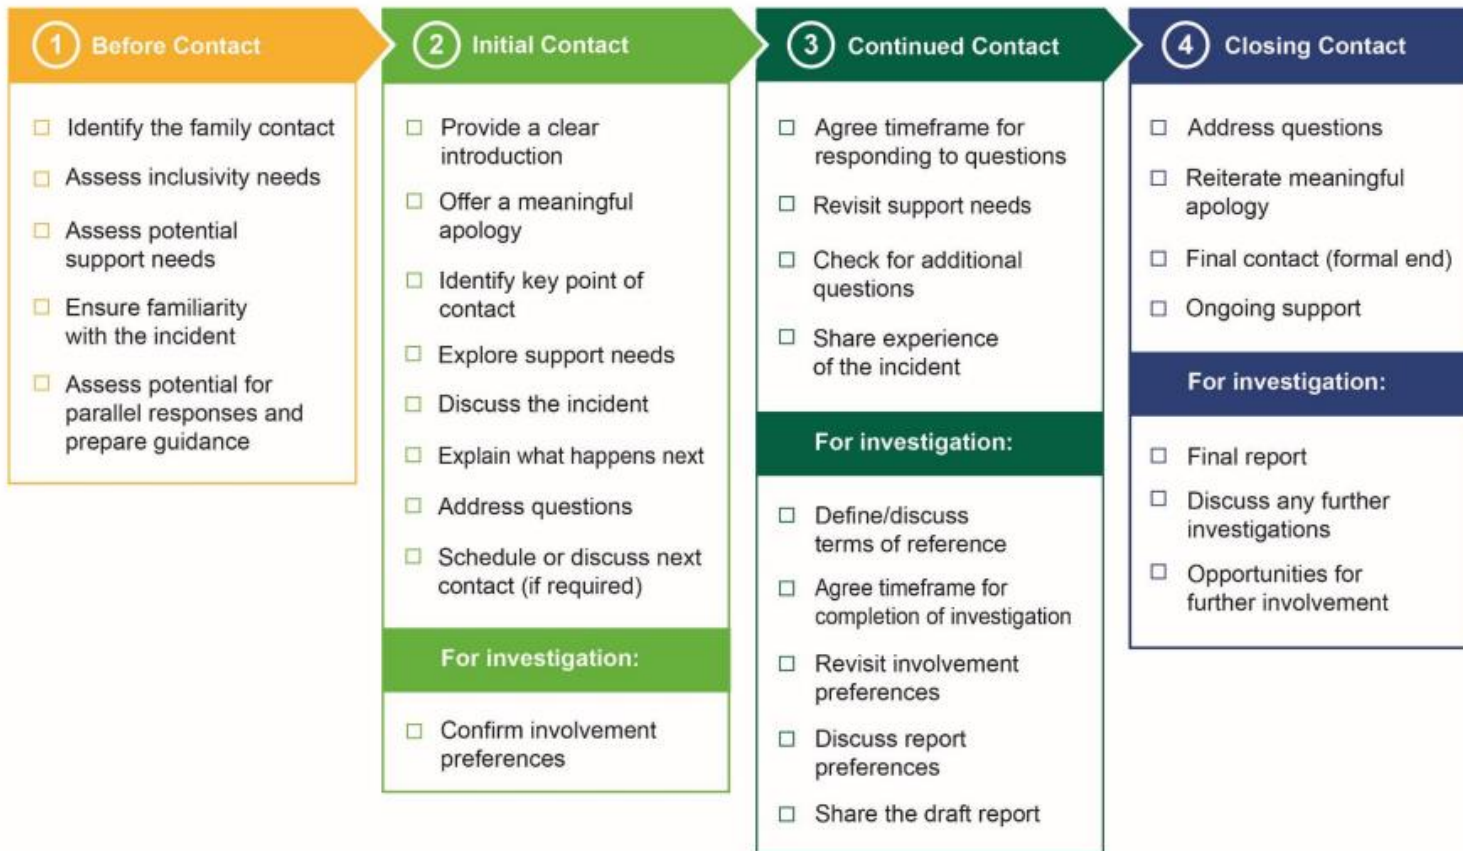 1 Before Contact
Identify the family contact
Assess inclusivity needs
Assess potential
support needs
Ensure familiarity
with the incident
Assess potential for
parallel responses and
prepare guidance
2 Initial Contact
Provide a clear
introduction
Offer a meaningful
apology
Identify key point of
contact
Explore support needs
Discuss the incident
Explain what happens next
Address questions
Schedule or discuss next
contact (if required)
For investigation:
Confirm involvement
preferences
3 Continued Contact
Agree timeframe for
responding to questions
Revisit support needs
Check for additional
questions
Share experience
of the incident
For investigation:
Define/discuss
terms of reference
Agree timeframe for
completion of investigation
Revisit involvement
preferences
Discuss report
preferences
Share the draft report
4 Closing Contact
Address questions
Reiterate meaningful
apology
Final contact (formal end)
Ongoing support
For investigation:
Final report
Discuss any further
investigations
Opportunities for
further involvement